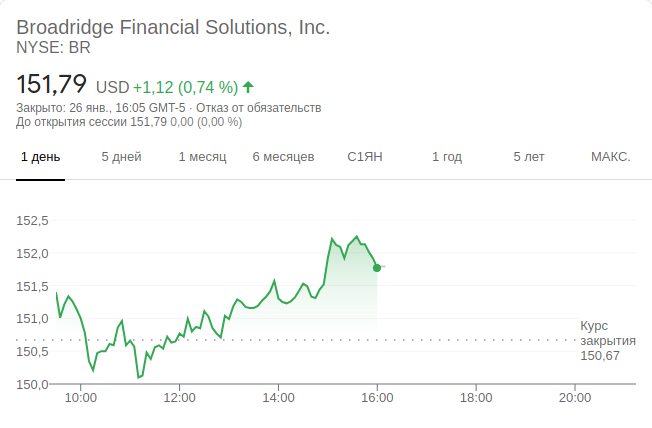 Broadridge Financial Solutions, Inc.
NYSE: BR
151,79 USD +1,12 (0,74 %)
Закрыто: 26 янв., 16:05 GMT-5 · Отказ от обязательств
До открытия сессии 151,79 0,00 (0,00 %)
1 день 5 дней 1 месяц 6 месяцев С1ЯН 1 год 5 лет МАКС.
152,5
152,0
151,5
151,0
150,5
150,0
Курс
закрытия
150,67
10:00 12:00 14:00 16:00 18:00 20:00